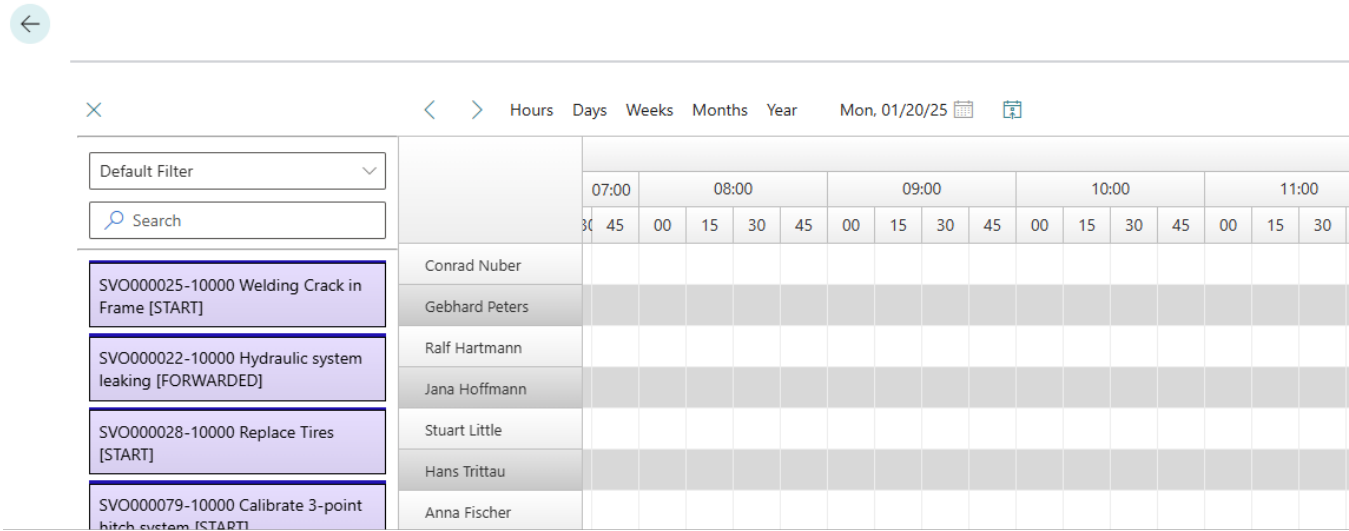 Hours Days Weeks Months Year Mon, 01/20/25
Default Filter
Search
07:00 08:00 09:00 10:00 11:00
45 00 15 30 45 00 15 30 45 00 15 30 45 00 15 30
SVO000025-10000 Welding Crack in
Frame [START]
SVO000022-10000 Hydraulic system
leaking [FORWARDED]
SVO000028-10000 Replace Tires
[START]
SVO000079-10000 Calibrate 3-point
hitch system [START]
Conrad Nuber
Gebhard Peters
Ralf Hartmann
Jana Hoffmann
Stuart Little
Hans Trittau
Anna Fischer